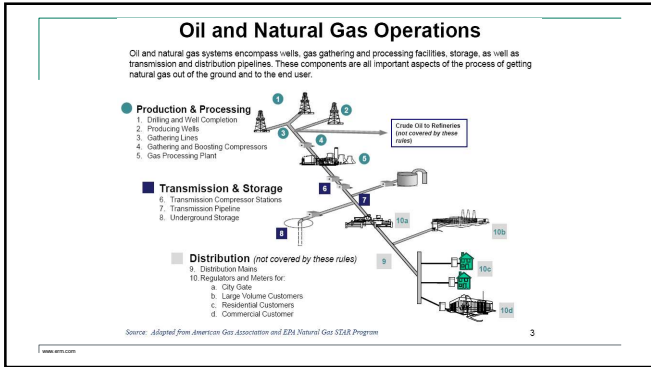 Oil and Natural Gas Operations
Oil and natural gas systems encompass wells, gas gathering and processing facilities, storage, as well as
transmission and distribution pipelines. These components are all important aspects of the process of getting
natural gas out of the ground and to the end user.
Production & Processing
1. Drilling and Well Completion
2. Producing Wells
3. Gathering Lines
4. Gathering and Boosting Compressors
5. Gas Processing Plant
1
2
3
4
5
Crude Oil to Refineries
(not covered by these
rules)
Transmission & Storage
6. Transmission Compressor Stations
7. Transmission Pipeline
8. Underground Storage
6
7
8
10a
10b
Distribution (not covered by these rules)
9. Distribution Mains
10. Regulators and Meters for:
a. City Gate
b. Large Volume Customers
c. Residential Customers
d. Commercial Customer
9
10c
10d
Source: Adapted from American Gas Association and EPA Natural Gas STAR Program
3
www.erm.com